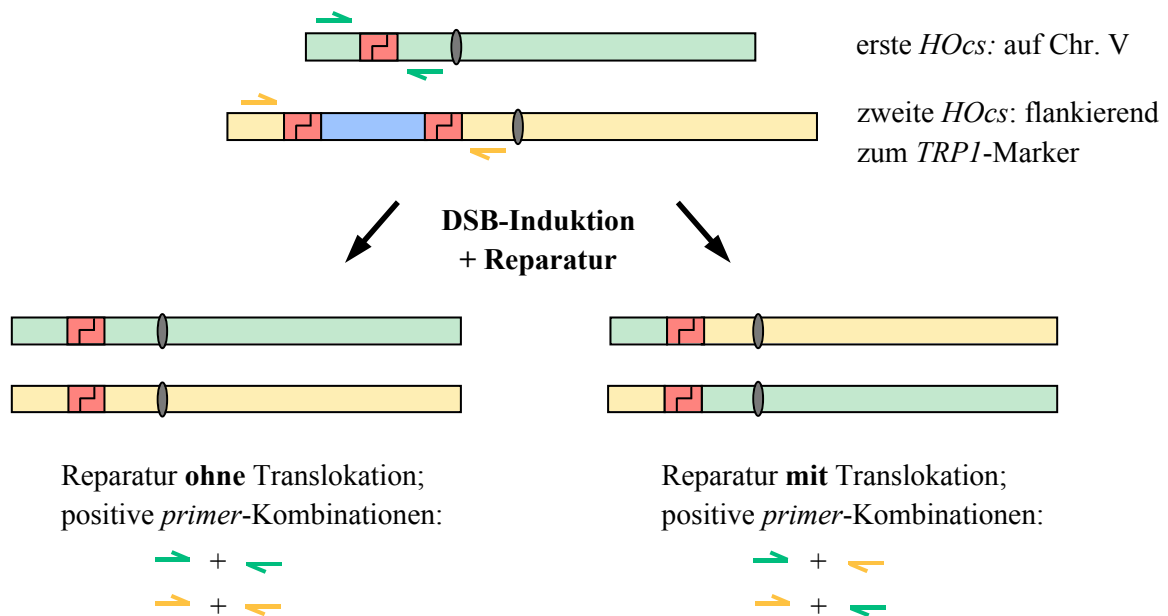 erste HOcs: auf Chr. V
zweite HOcs: flankierend
zum TRP1-Marker
DSB-Induktion
+ Reparatur
Reparatur ohne Translokation;
positive primer-Kombinationen:
+
+
Reparatur mit Translokation;
positive primer-Kombinationen:
+
+